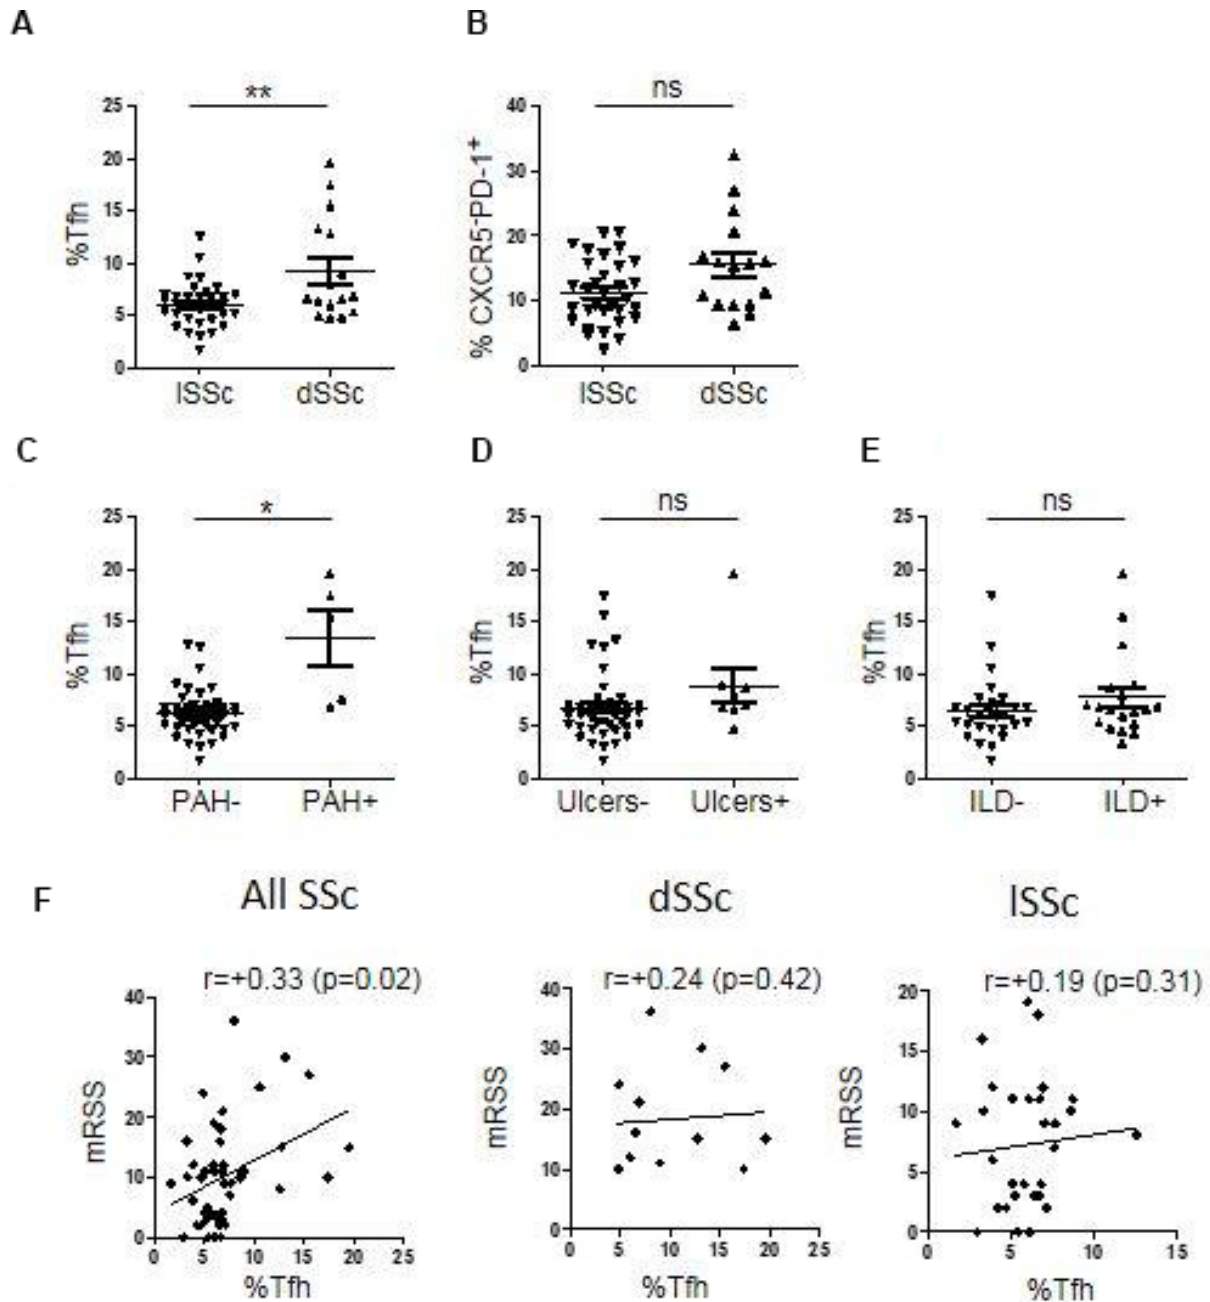 A
B
**
ns
25
20
15
10
5
0
%Tfh
lSSc
dSSc
40
30
20
10
0
% CXCR5-PD-1+
lSSc
dSSc
C
D
E
*
ns
ns
25
20
15
10
5
0
%Tfh
PAH-
PAH+
25
20
15
10
5
0
%Tfh
Ulcers-
Ulcers+
25
20
15
10
5
0
%Tfh
ILD-
ILD+
F
All SSc
dSSc
lSSc
r=+0.33 (p=0.02)
r=+0.24 (p=0.42)
r=+0.19 (p=0.31)
40
30
20
10
0
mRSS
0 5 10 15 20 25
%Tfh
40
30
20
10
0
mRSS
0 5 10 15 20 25
%Tfh
20
15
10
5
0
mRSS
0 5 10 15
%Tfh